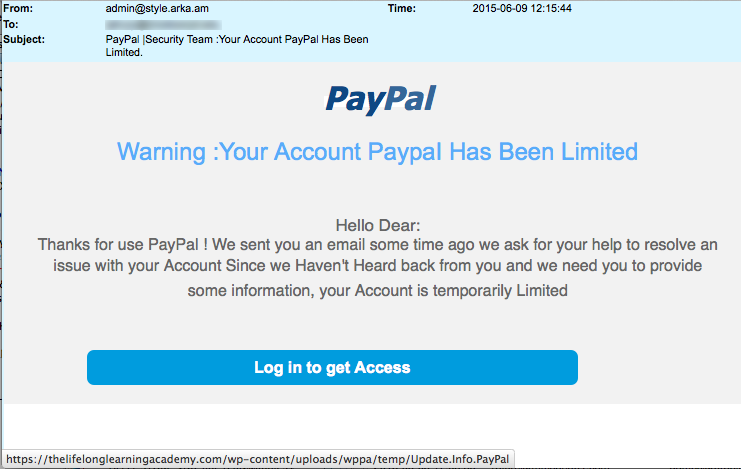 From: admin@style.arka.am Time: 2015-06-09 12:15:44
To:
Subject: PayPal |Security Team :Your Account PayPal Has Been
Limited.
PayPal
Warning :Your Account Paypal Has Been Limited
Hello Dear:
Thanks for use PayPal ! We sent you an email some time ago we ask for your help to resolve an
issue with your Account Since we Haven't Heard back from you and we need you to provide
some information, your Account is temporarily Limited
Log in to get Access
https://thelifelonglearningacademy.com/wp-content/uploads/wppa/temp/Update.Info.PayPal